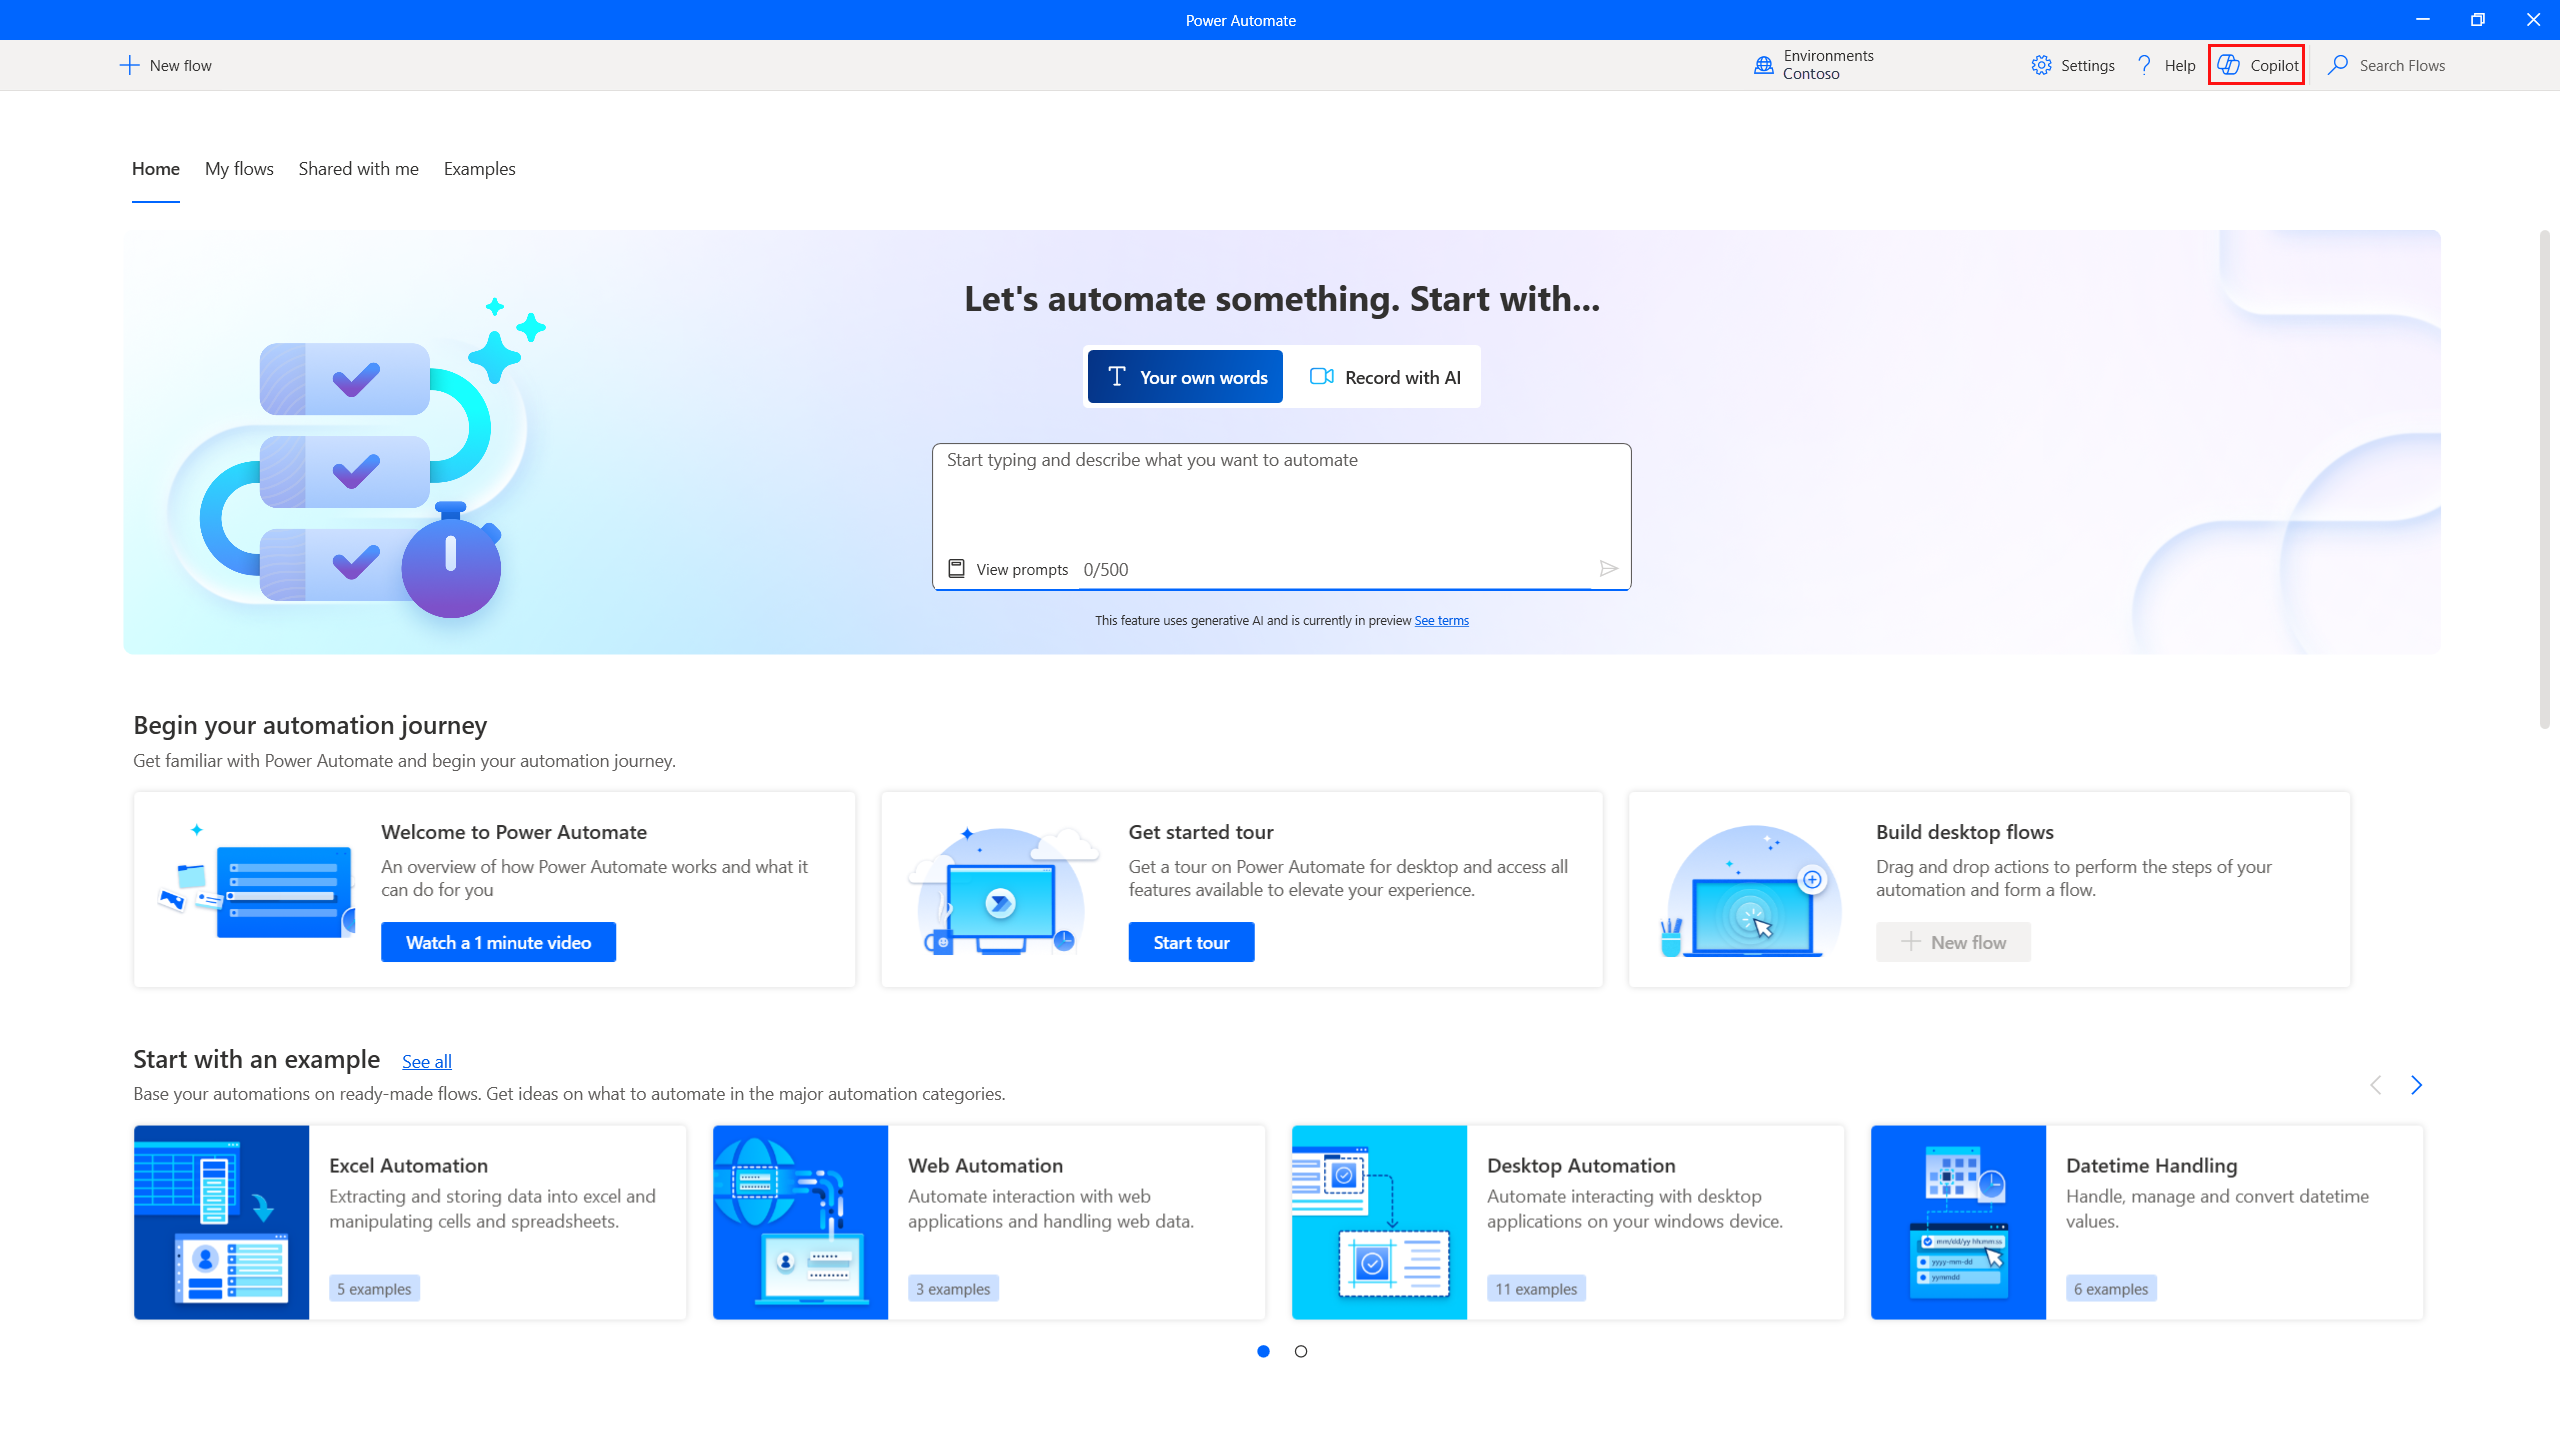 Power Automate
New flow
Environments
Contoso
Settings
Help
Copilot
Search Flows
Home
My flows
Shared with me
Examples
Let's automate something. Start with...
Your own words
Record with AI
Start typing and describe what you want to automate
View prompts
0/500
This feature uses generative AI and is currently in preview See terms
Begin your automation journey
Get familiar with Power Automate and begin your automation journey.
Welcome to Power Automate
An overview of how Power Automate works and what it
can do for you
Watch a 1 minute video
Get started tour
Get a tour on Power Automate for desktop and access all
features available to elevate your experience.
Start tour
Build desktop flows
Drag and drop actions to perform the steps of your
automation and form a flow.
New flow
Start with an example
See all
Base your automations on ready-made flows. Get ideas on what to automate in the major automation categories.
Excel Automation
Extracting and storing data into excel and
manipulating cells and spreadsheets.
5 examples
Web Automation
Automate interaction with web
applications and handling web data.
3 examples
Desktop Automation
Automate interacting with desktop
applications on your windows device.
11 examples
mm/dd/yy hh:mm:ss
yyyy-mm-dd
yymmdd
Datetime Handling
Handle, manage and convert datetime
values.
6 examples